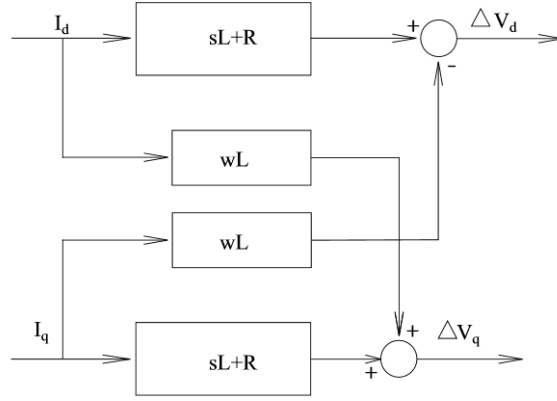 I_d
sL+R
+
△V_d
-
wL
wL
I_q
sL+R
+
+
△V_q